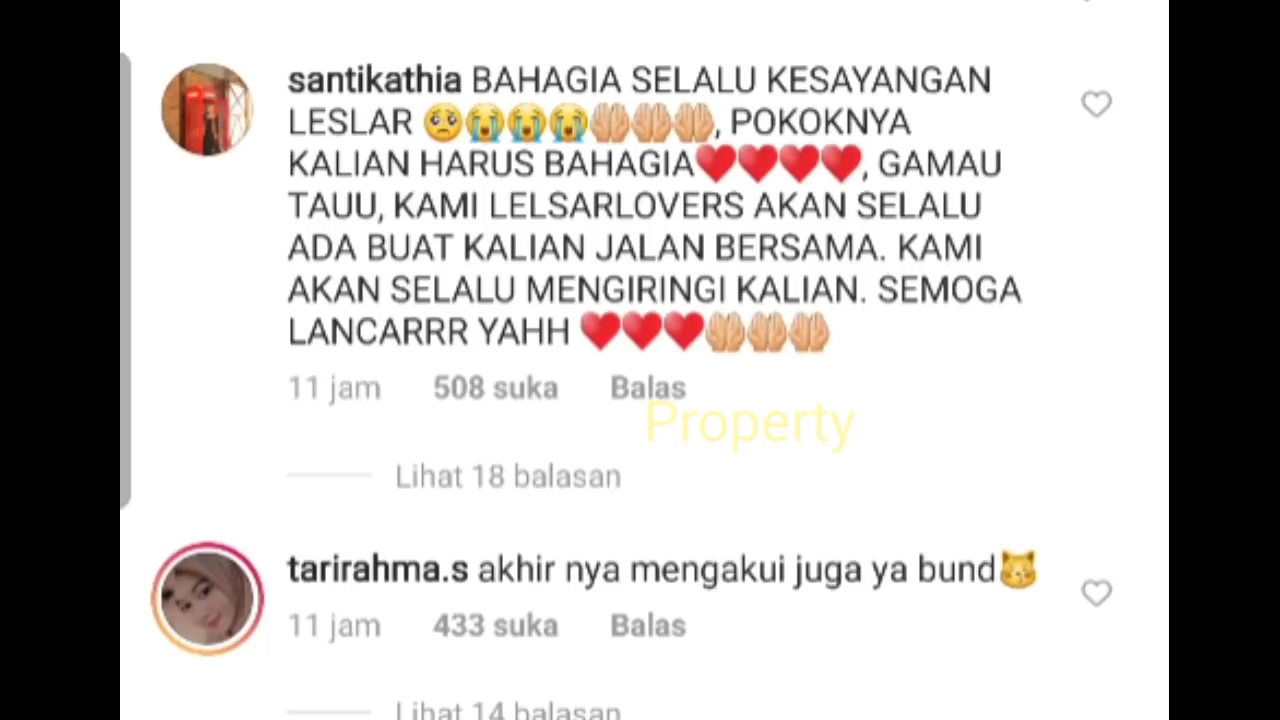 santikathia BAHAGIA SELALU KESAYANGAN
LESLAR 🥺😭😭😭🤲🏼🤲🏼🤲🏼, POKOKNYA
KALIAN HARUS BAHAGIA❤️❤️❤️❤️, GAMAU
TAUU, KAMI LELSARLOVERS AKAN SELALU
ADA BUAT KALIAN JALAN BERSAMA. KAMI
AKAN SELALU MENGIRINGI KALIAN. SEMOGA
LANCARRR YAHH ❤️❤️❤️🤲🏼🤲🏼🤲🏼
11 jam 508 suka Balas
Property
Lihat 18 balasan
tarirahma.s akhir nya mengakui juga ya bund😽
11 jam 433 suka Balas
Lihat 14 balasan